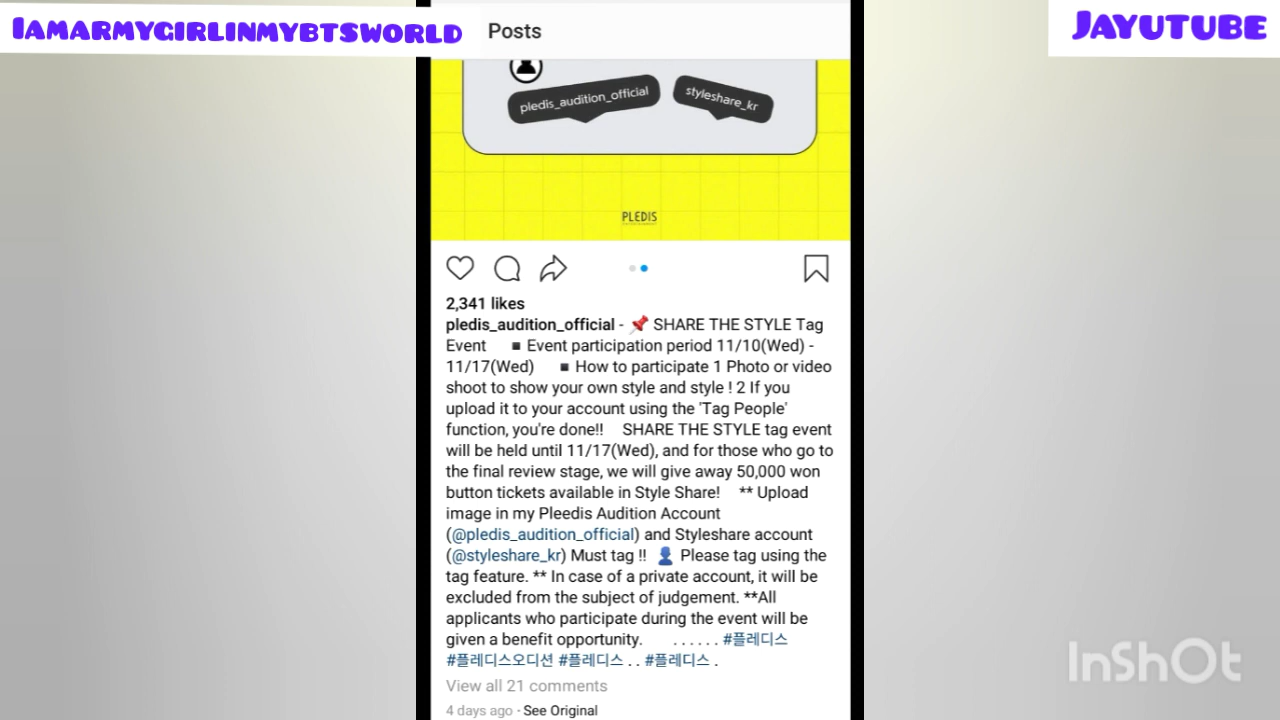 IAMARMYGIRLINMYBTSWORLD
Posts
JAYUTUBE
pledis_audition_official
styleshare_kr
PLEDIS
2,341 likes
pledis_audition_official - 📌 SHARE THE STYLE Tag
Event ◾ Event participation period 11/10(Wed) -
11/17(Wed) ◾ How to participate 1 Photo or video
shoot to show your own style and style ! 2 If you
upload it to your account using the 'Tag People'
function, you're done!! SHARE THE STYLE tag event
will be held until 11/17(Wed), and for those who go to
the final review stage, we will give away 50,000 won
button tickets available in Style Share! ** Upload
image in my Pleedis Audition Account
(@pledis_audition_official) and Styleshare account
(@styleshare_kr) Must tag !! 👤 Please tag using the
tag feature. ** In case of a private account, it will be
excluded from the subject of judgement. **All
applicants who participate during the event will be
given a benefit opportunity. . . . . . . #플레디스
#플레디스오디션 #플레디스 . . #플레디스 .
View all 21 comments
4 days ago · See Original
InShOt